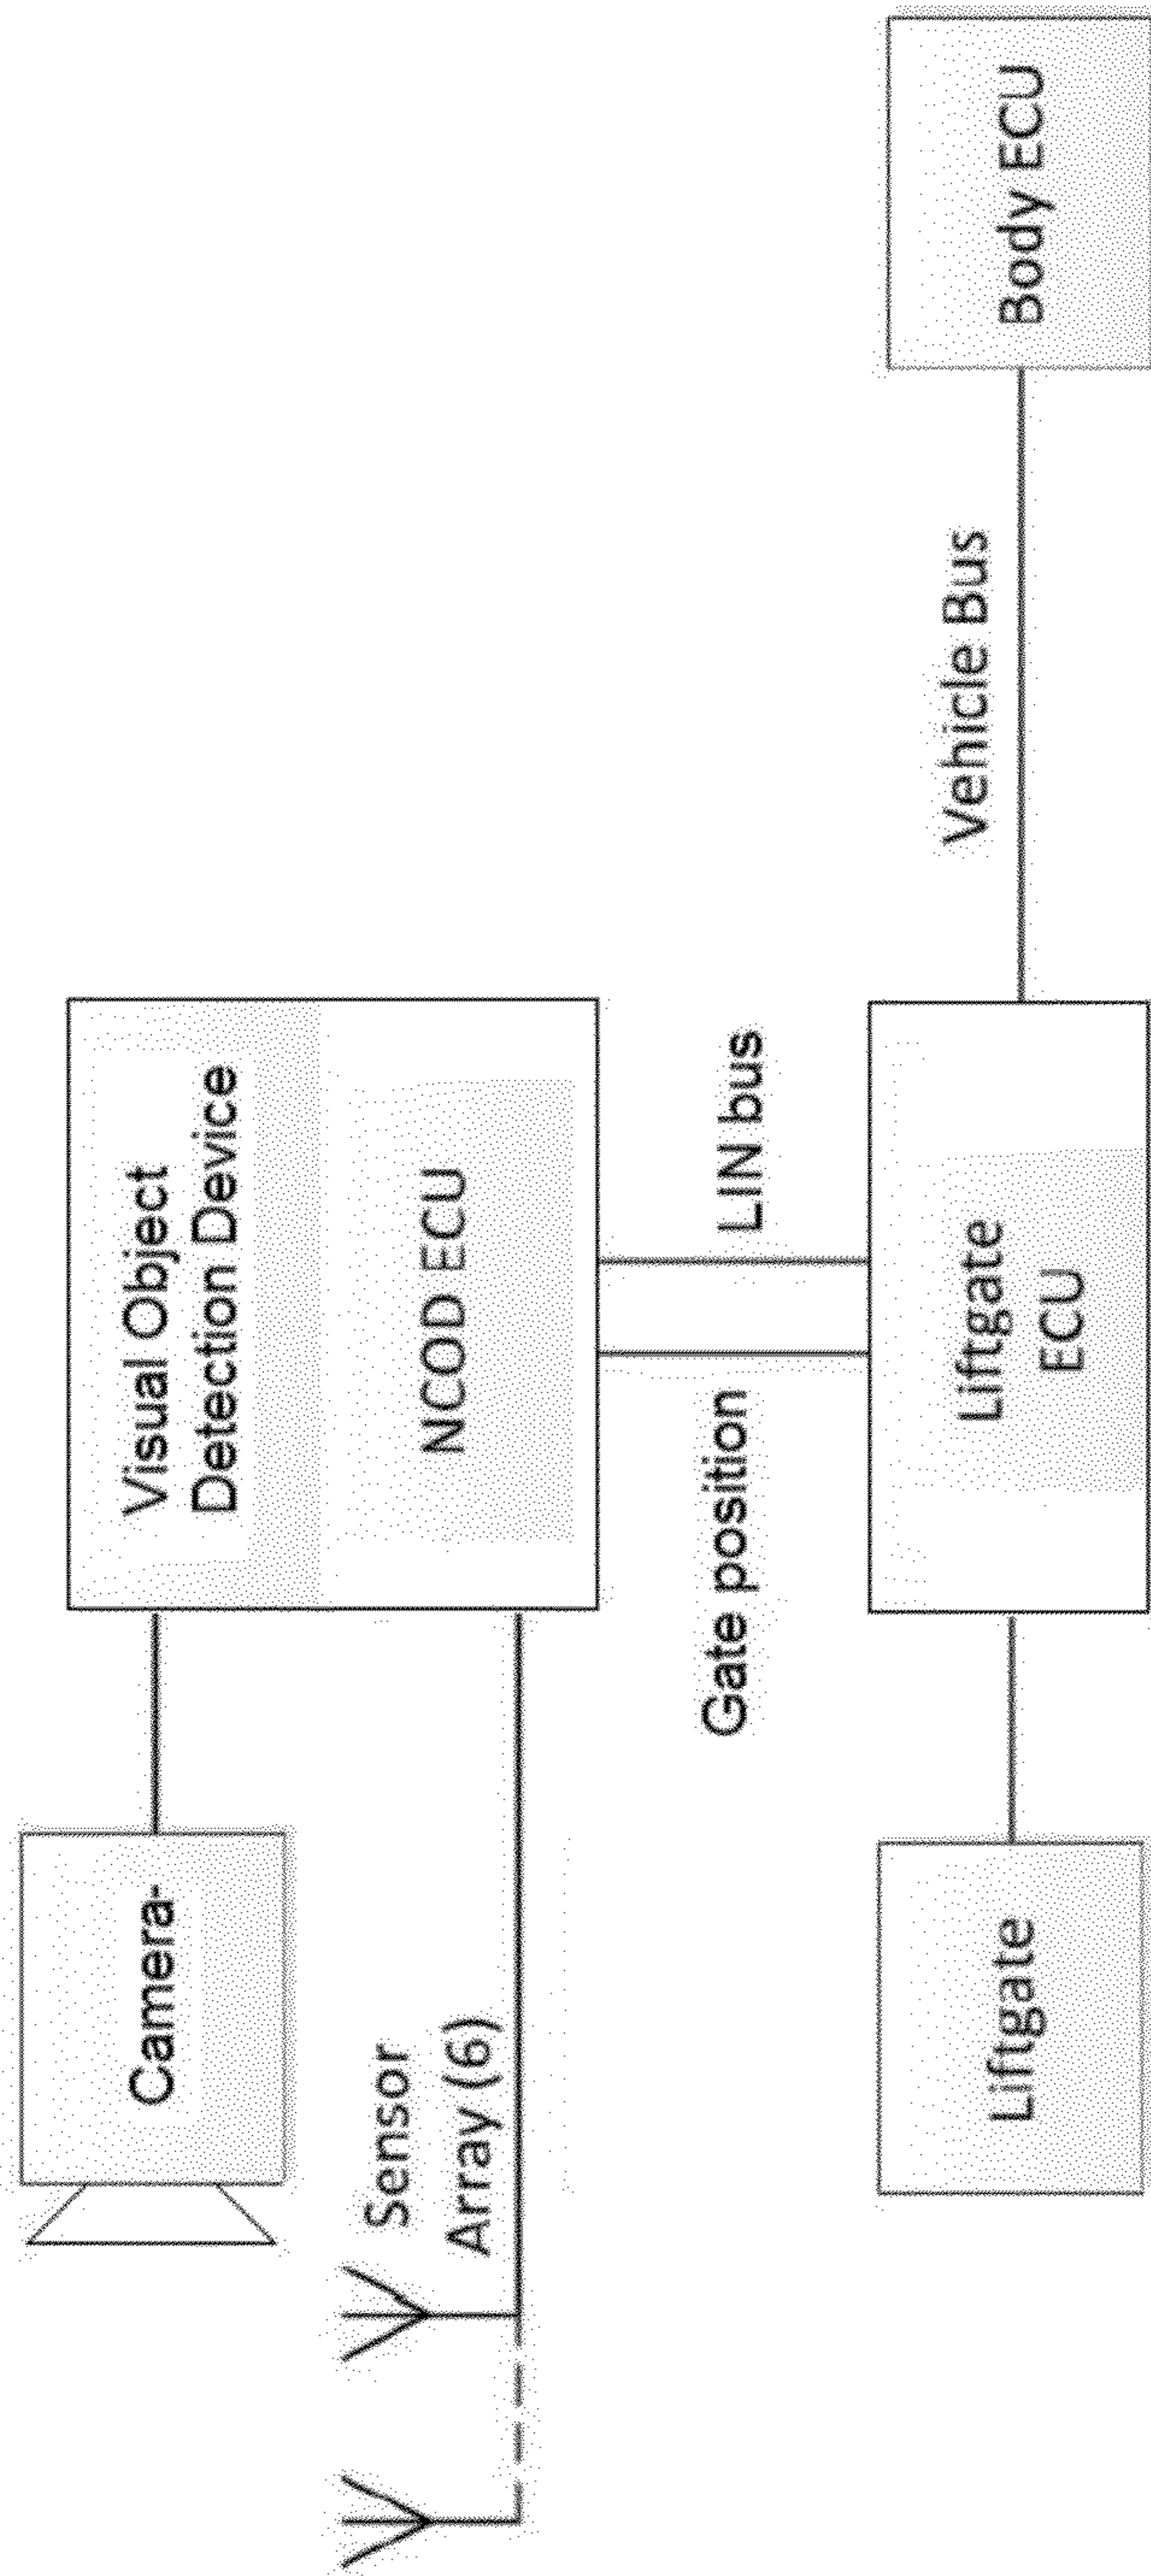 Camera-
Visual Object
Detection Device
Sensor
Array (6)
NCOD ECU
Gate position
LIN bus
Liftgate
Liftgate
ECU
Vehicle Bus
Body ECU